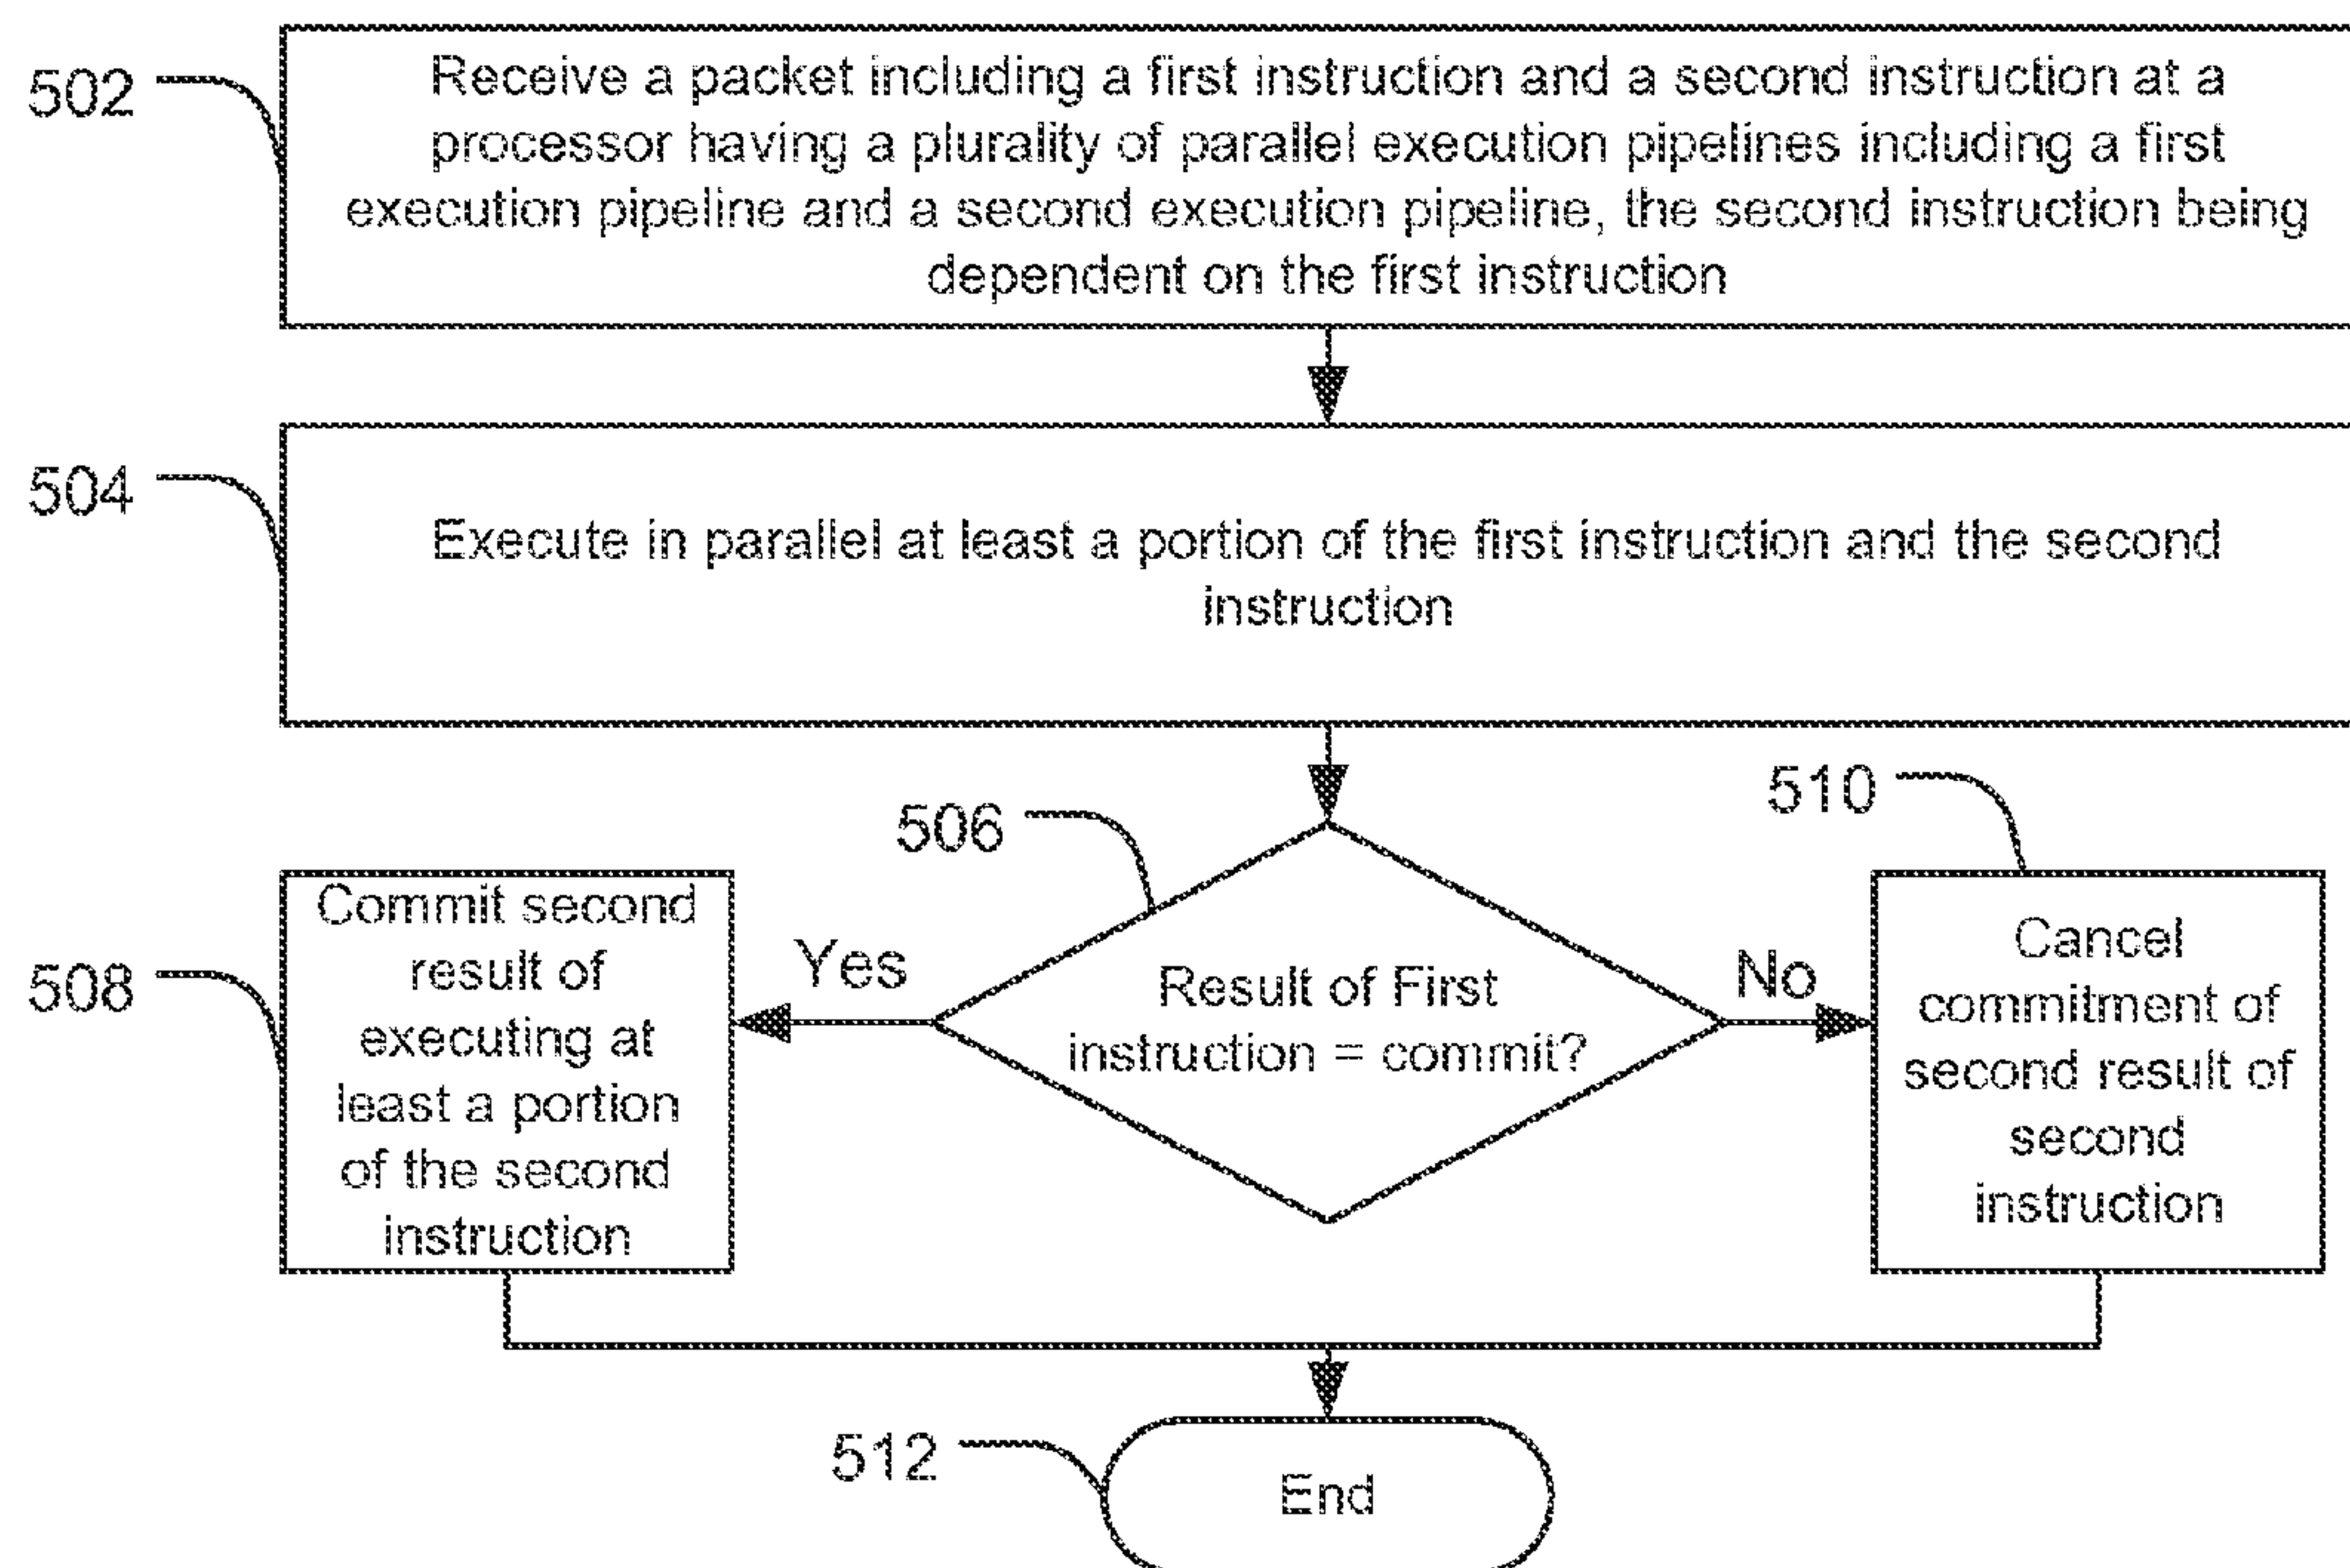 502
Receive a packet including a first instruction and a second instruction at a
processor having a plurality of parallel execution pipelines including a first
execution pipeline and a second execution pipeline, the second instruction being
dependent on the first instruction
504
Execute in parallel at least a portion of the first instruction and the second
instruction
506
Result of First
instruction = commit?
Yes
No
508
Commit second
result of
executing at
least a portion
of the second
instruction
510
Cancel
commitment of
second result of
second
instruction
512
End